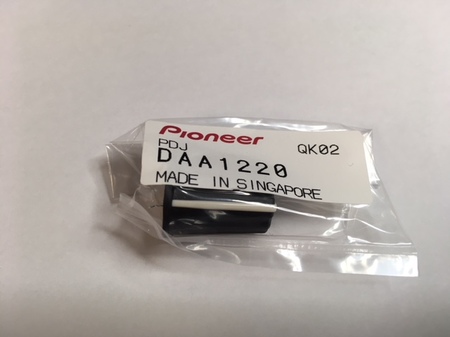 Pioneer
PDJ QK02
DAA1220
MADE IN SINGAPORE